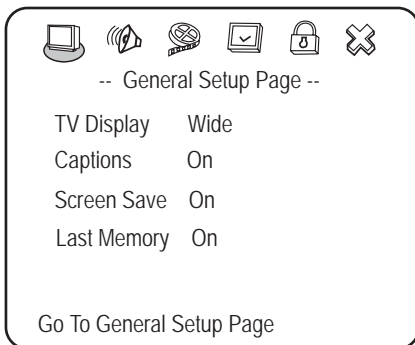 -- General Setup Page --
TV Display Wide
Captions On
Screen Save On
Last Memory On
Go To General Setup Page